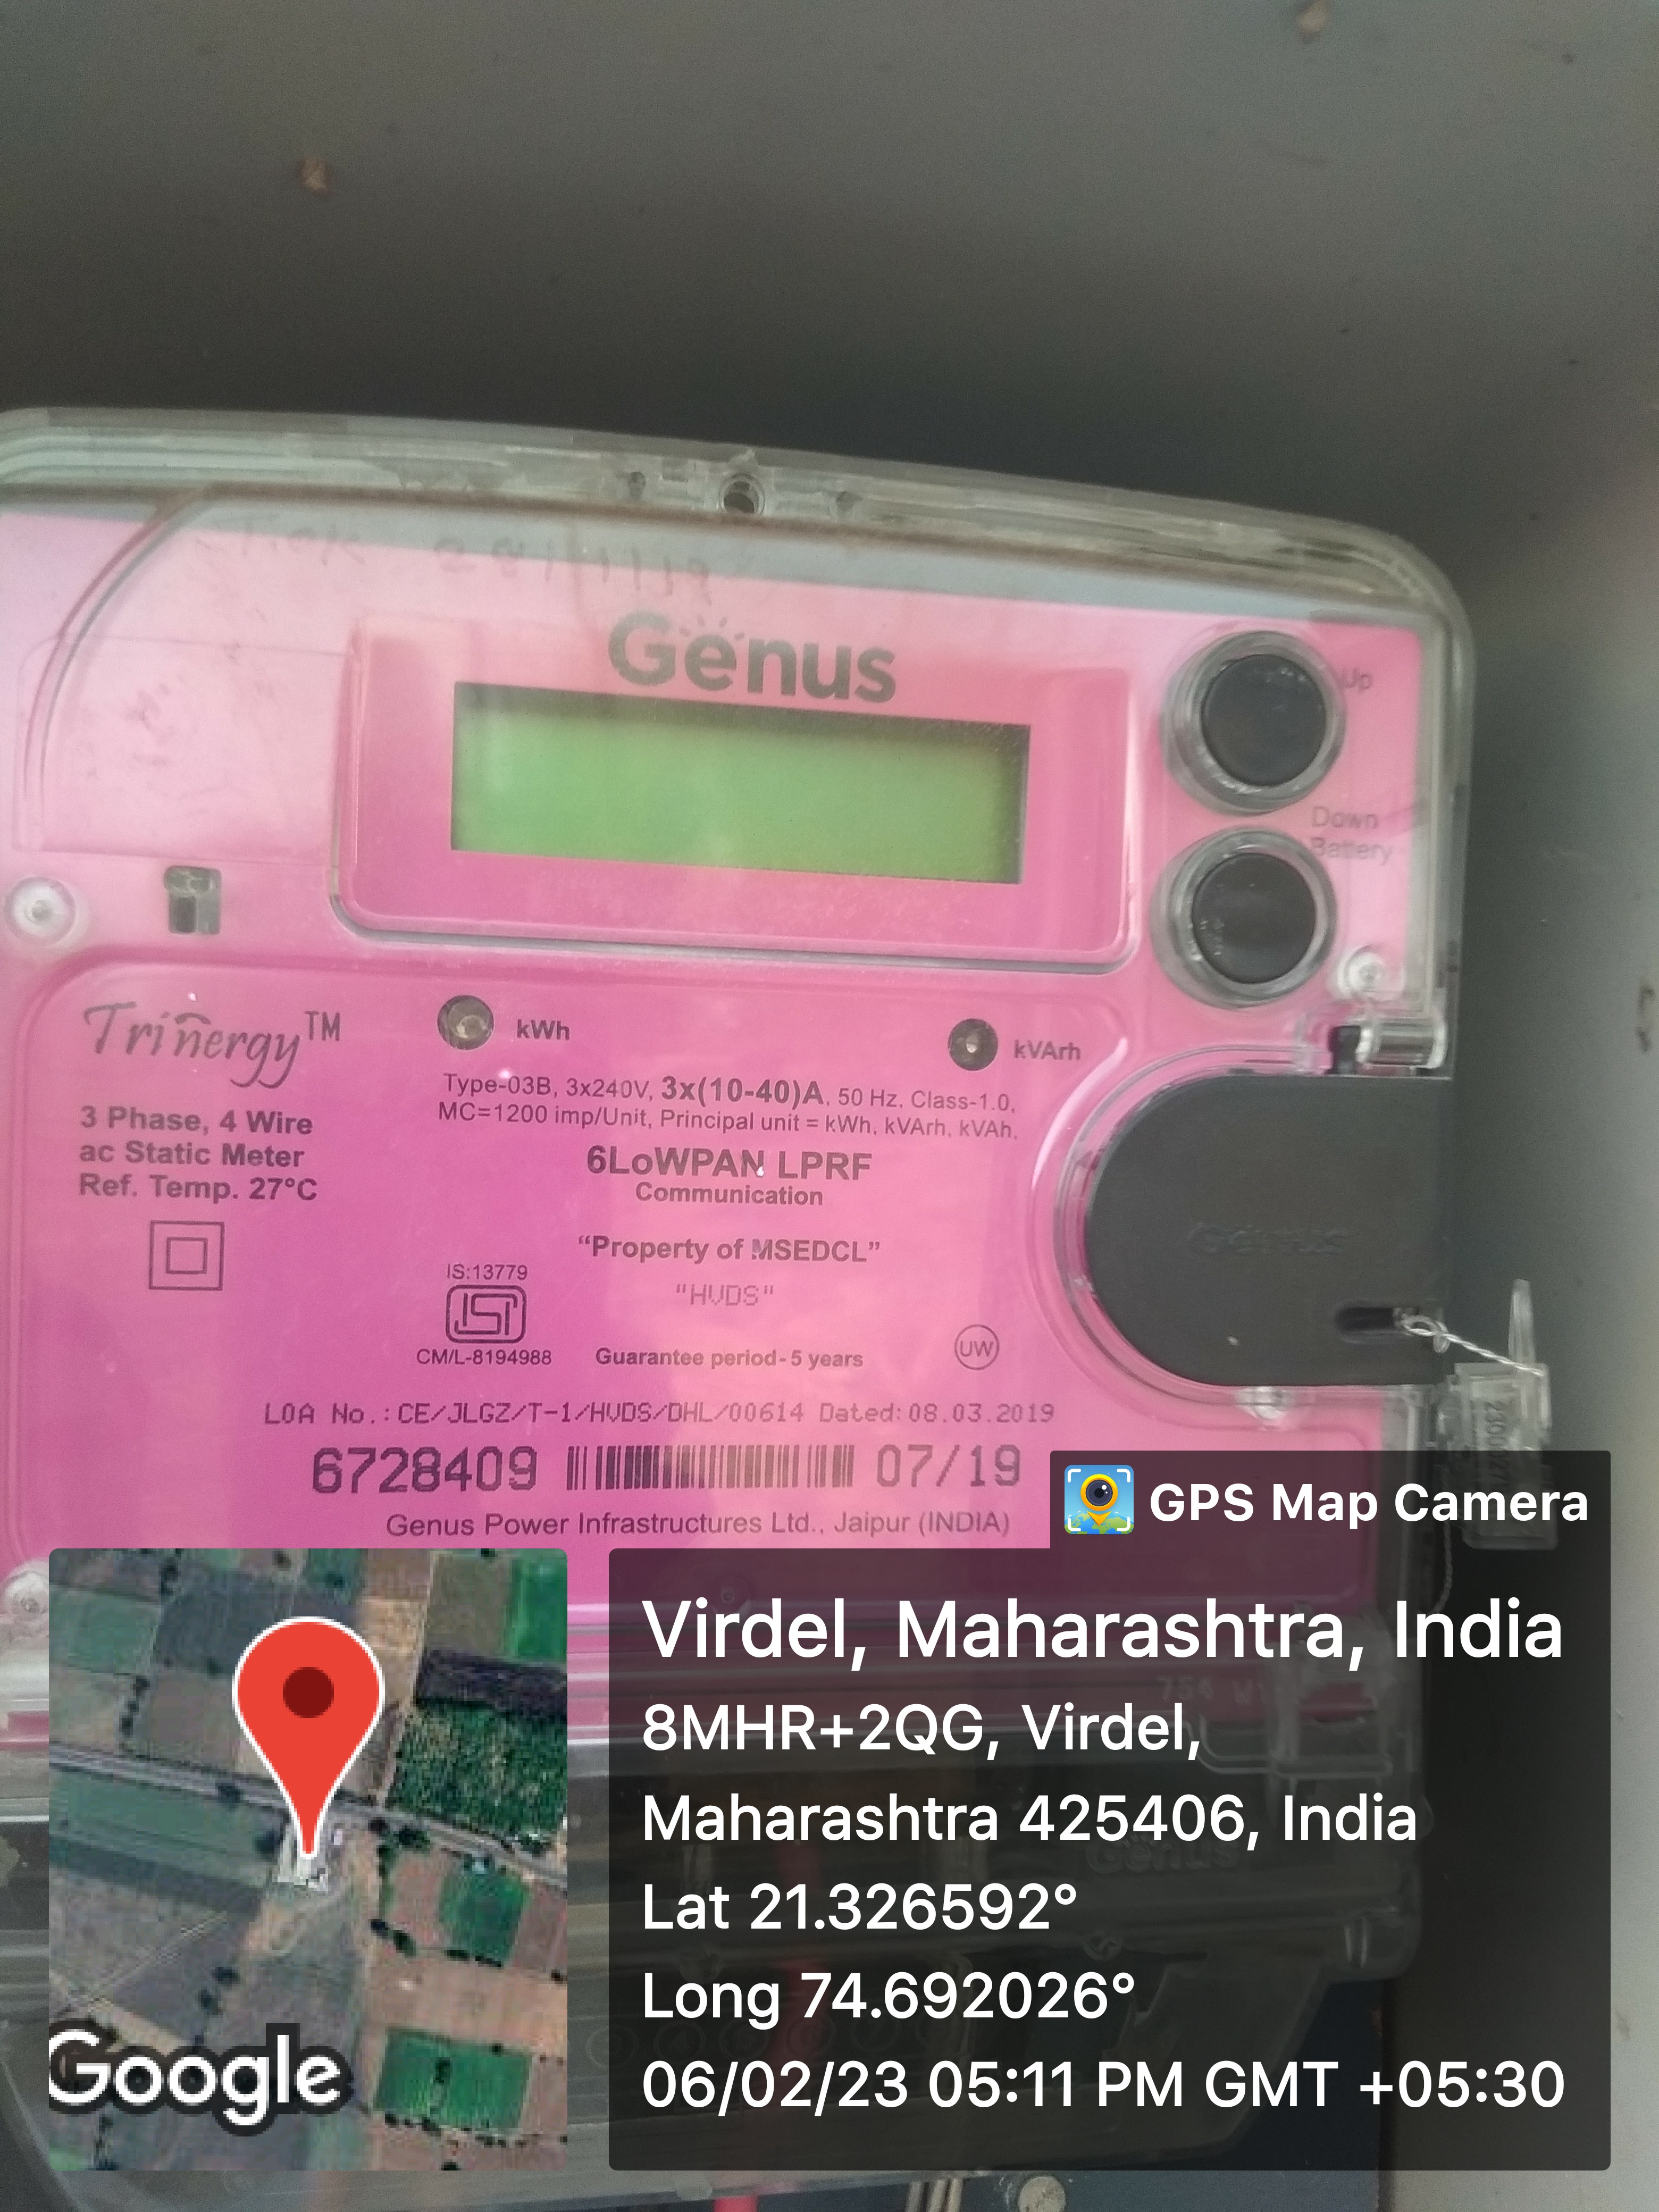 Genus
Up
Down
Battery
Trinergy™
kWh
kVArh
3 Phase, 4 Wire
ac Static Meter
Ref. Temp. 27°C
Type-03B, 3x240V, 3x(10-40)A, 50 Hz, Class-1.0,
MC=1200 imp/Unit, Principal unit = kWh, kVArh, kVAh,
6LoWPAN LPRF
Communication
"Property of MSEDCL"
"HVDS"
IS:13779
ISI
CM/L-8194988
Guarantee period - 5 years
UW
Genus
LOA No.: CE/JLGZ/T-1/HVDS/DHL/00614 Dated: 08.03.2019
6728409 07/19
Genus Power Infrastructures Ltd., Jaipur (INDIA)
GPS Map Camera
Virdel, Maharashtra, India
8MHR+2QG, Virdel,
Maharashtra 425406, India
Lat 21.326592°
Long 74.692026°
06/02/23 05:11 PM GMT +05:30
Google
Genus